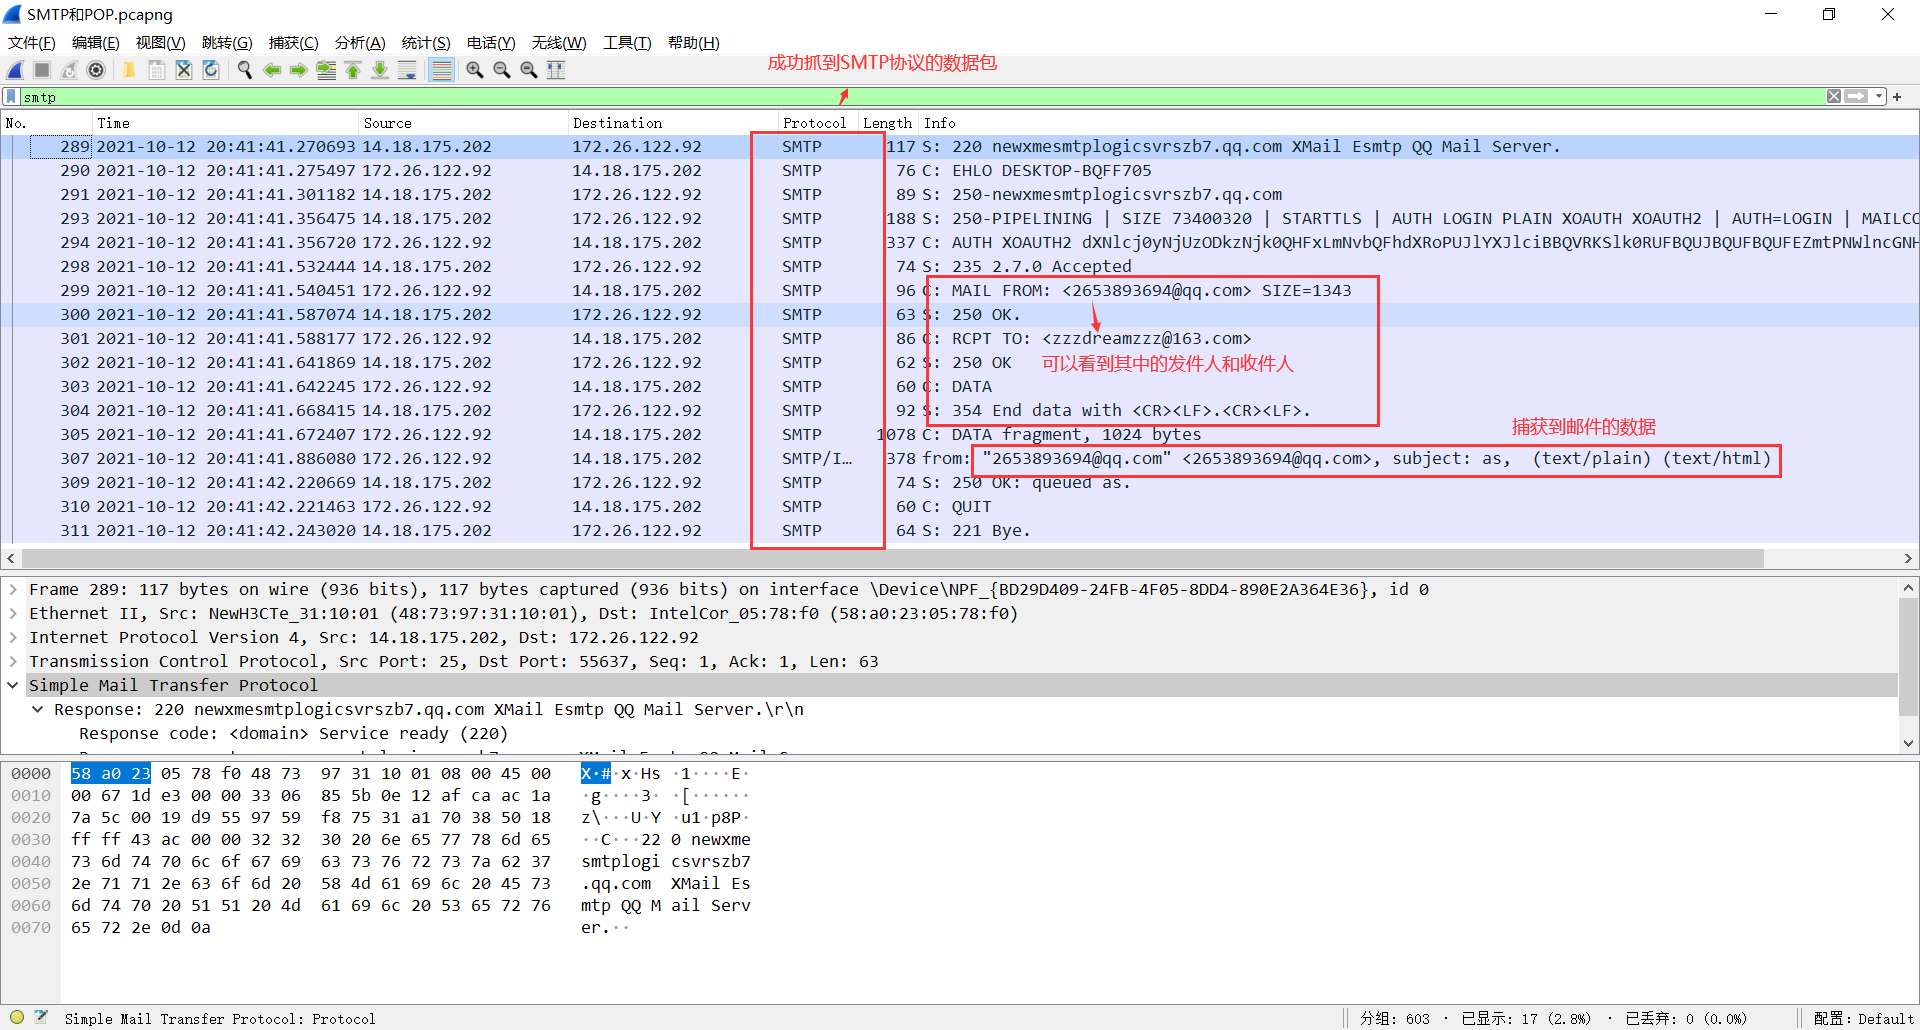 SMTP和POP.pcapng
文件(F) 编辑(E) 视图(V) 跳转(G) 捕获(C) 分析(A) 统计(S) 电话(Y) 无线(W) 工具(T) 帮助(H)
成功抓到SMTP协议的数据包
smtp
No. Time Source Destination Protocol Length Info
289 2021-10-12 20:41:41.270693 14.18.175.202 172.26.122.92 SMTP 117 S: 220 newxmesmtplogicsvrszb7.qq.com XMail Esmtp QQ Mail Server.
290 2021-10-12 20:41:41.275497 172.26.122.92 14.18.175.202 SMTP 76 C: EHLO DESKTOP-BQFF705
291 2021-10-12 20:41:41.301182 14.18.175.202 172.26.122.92 SMTP 89 S: 250-newxmesmtplogicsvrszb7.qq.com
293 2021-10-12 20:41:41.356475 14.18.175.202 172.26.122.92 SMTP 188 S: 250-PIPELINING | SIZE 73400320 | STARTTLS | AUTH LOGIN PLAIN XOAUTH XOAUTH2 | AUTH=LOGIN | MAILCO
294 2021-10-12 20:41:41.356720 172.26.122.92 14.18.175.202 SMTP 337 C: AUTH XOAUTH2 dXNlcj0yNjUzODkzNjk0QHFxLmNvbQFhdXRoPUJlYXJlciBBQVRKSlk0RUFBQUJBQUFBQUFEZmtPNWlncGNH
298 2021-10-12 20:41:41.532444 14.18.175.202 172.26.122.92 SMTP 74 S: 235 2.7.0 Accepted
299 2021-10-12 20:41:41.540451 172.26.122.92 14.18.175.202 SMTP 96 C: MAIL FROM: <2653893694@qq.com> SIZE=1343
300 2021-10-12 20:41:41.587074 14.18.175.202 172.26.122.92 SMTP 63 S: 250 OK.
301 2021-10-12 20:41:41.588177 172.26.122.92 14.18.175.202 SMTP 86 C: RCPT TO: <zzzdreamzzz@163.com>
302 2021-10-12 20:41:41.641869 14.18.175.202 172.26.122.92 SMTP 62 S: 250 OK
可以看到其中的发件人和收件人
303 2021-10-12 20:41:41.642245 172.26.122.92 14.18.175.202 SMTP 60 C: DATA
304 2021-10-12 20:41:41.668415 14.18.175.202 172.26.122.92 SMTP 92 S: 354 End data with <CR><LF>.<CR><LF>.
捕获到邮件的数据
305 2021-10-12 20:41:41.672407 172.26.122.92 14.18.175.202 SMTP 1078 C: DATA fragment, 1024 bytes
307 2021-10-12 20:41:41.886080 172.26.122.92 14.18.175.202 SMTP/I… 378 from: "2653893694@qq.com" <2653893694@qq.com>, subject: as, (text/plain) (text/html)
309 2021-10-12 20:41:42.220669 14.18.175.202 172.26.122.92 SMTP 74 S: 250 OK: queued as.
310 2021-10-12 20:41:42.221463 172.26.122.92 14.18.175.202 SMTP 60 C: QUIT
311 2021-10-12 20:41:42.243020 14.18.175.202 172.26.122.92 SMTP 64 S: 221 Bye.
Frame 289: 117 bytes on wire (936 bits), 117 bytes captured (936 bits) on interface \Device\NPF_{BD29D409-24FB-4F05-8DD4-890E2A364E36}, id 0
Ethernet II, Src: NewH3CTe_31:10:01 (48:73:97:31:10:01), Dst: IntelCor_05:78:f0 (58:a0:23:05:78:f0)
Internet Protocol Version 4, Src: 14.18.175.202, Dst: 172.26.122.92
Transmission Control Protocol, Src Port: 25, Dst Port: 55637, Seq: 1, Ack: 1, Len: 63
Simple Mail Transfer Protocol
Response: 220 newxmesmtplogicsvrszb7.qq.com XMail Esmtp QQ Mail Server.\r\n
Response code: <domain> Service ready (220)
0000 58 a0 23 05 78 f0 48 73 97 31 10 01 08 00 45 00 X·#·x·Hs ·1····E·
0010 00 67 1d e3 00 00 33 06 85 5b 0e 12 af ca ac 1a ·g····3· ·[······
0020 7a 5c 00 19 d9 55 97 59 f8 75 31 a1 70 38 50 18 z\···U·Y ·u1·p8P·
0030 ff ff 43 ac 00 00 32 32 30 20 6e 65 77 78 6d 65 ··C···22 0 newxme
0040 73 6d 74 70 6c 6f 67 69 63 73 76 72 73 7a 62 37 smtplogi csvrszb7
0050 2e 71 71 2e 63 6f 6d 20 58 4d 61 69 6c 20 45 73 .qq.com XMail Es
0060 6d 74 70 20 51 51 20 4d 61 69 6c 20 53 65 72 76 mtp QQ M ail Serv
0070 65 72 2e 0d 0a er.··
Simple Mail Transfer Protocol: Protocol 分组: 603 · 已显示: 17 (2.8%) · 已丢弃: 0 (0.0%) 配置: Default